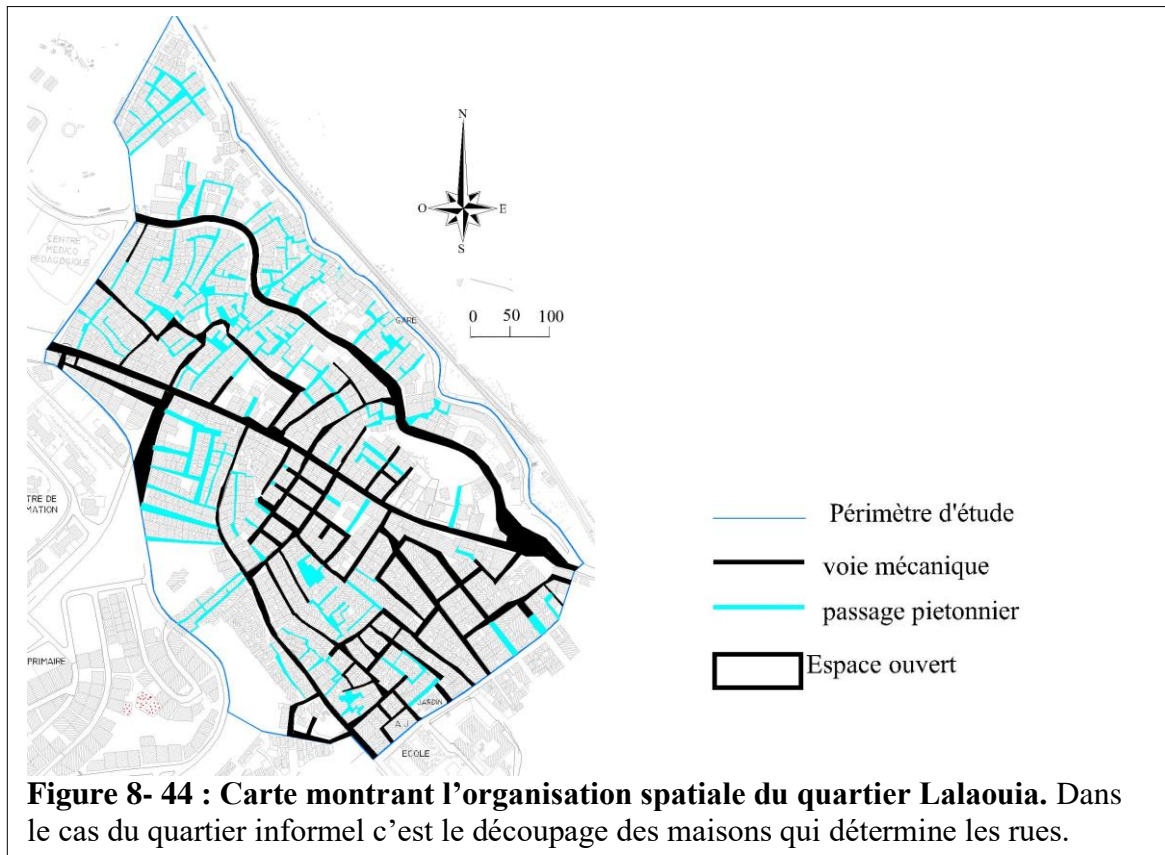 N
O E
S
CENTRE
MEDICO
PEDAGOGIQUE
0 50 100
GARE
TRE DE
MATION
Périmètre d'étude
voie mécanique
passage pietonnier
Espace ouvert
PRIMAIRE
JARDIN
A.J
ECOLE
Figure 8- 44 : Carte montrant l’organisation spatiale du quartier Lalaouia. Dans
le cas du quartier informel c’est le découpage des maisons qui détermine les rues.